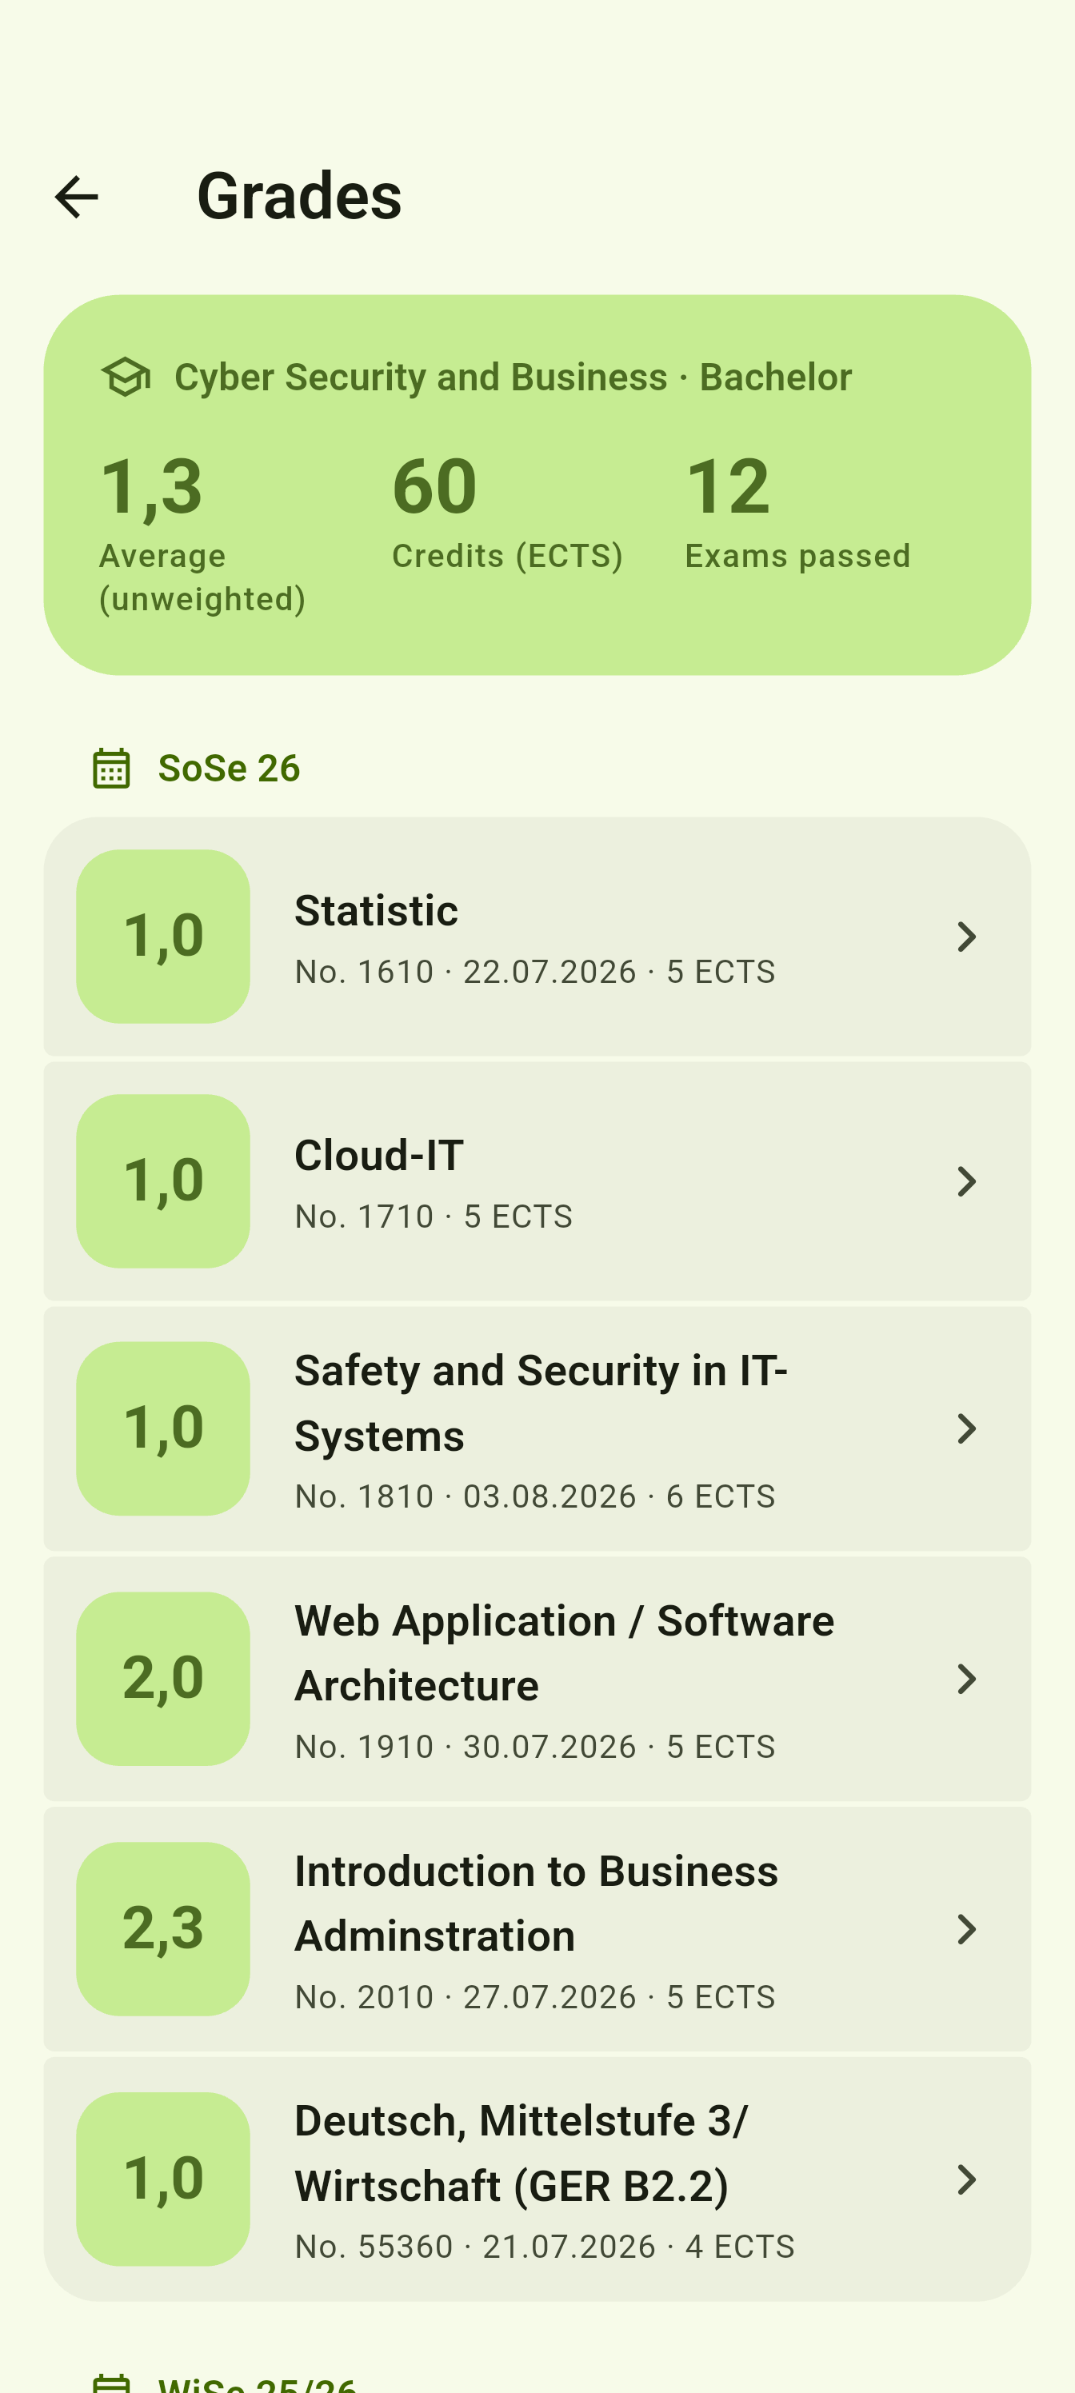 Grades
Cyber Security and Business · Bachelor
1,3
Average
(unweighted)
60
Credits (ECTS)
12
Exams passed
SoSe 26
1,0
Statistic
No. 1610 · 22.07.2026 · 5 ECTS
1,0
Cloud-IT
No. 1710 · 5 ECTS
1,0
Safety and Security in IT-
Systems
No. 1810 · 03.08.2026 · 6 ECTS
2,0
Web Application / Software
Architecture
No. 1910 · 30.07.2026 · 5 ECTS
2,3
Introduction to Business
Adminstration
No. 2010 · 27.07.2026 · 5 ECTS
1,0
Deutsch, Mittelstufe 3/
Wirtschaft (GER B2.2)
No. 55360 · 21.07.2026 · 4 ECTS
WiSe 25/26